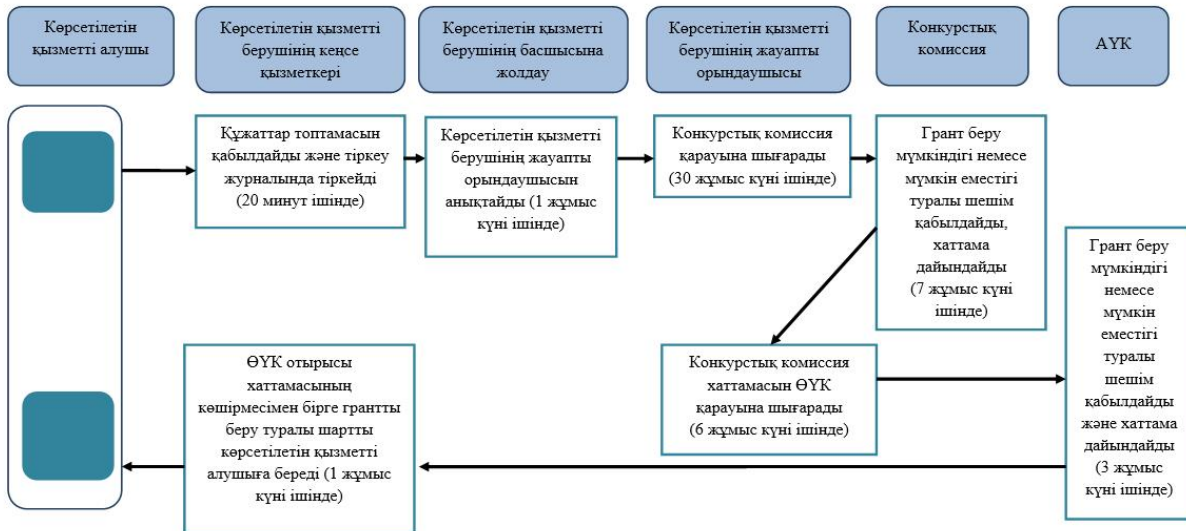 Көрсетілетін
қызметті алушы
Көрсетілетін қызметті
берушінің кеңсе
қызметкері
Көрсетілетін қызметті
берушінің басшысына
жолдау
Көрсетілетін қызметті
берушінің жауапты
орындаушысы
Конкурстық
комиссия
АҮК
Құжаттар топтамасын
қабылдайды және тіркеу
журналында тіркейді
(20 минут ішінде)
Көрсетілетін қызметті
берушінің жауапты
орындаушысын
анықтайды (1 жұмыс
күні ішінде)
Конкурстық комиссия
қарауына шығарады
(30 жұмыс күні ішінде)
Грант беру
мүмкіндігі немесе
мүмкін еместігі
туралы шешім
қабылдайды,
хаттама
дайындайды
(7 жұмыс күні
ішінде)
Грант беру
мүмкіндігі
немесе
мүмкін
еместігі
туралы
шешім
қабылдайды
және хаттама
дайындайды
(3 жұмыс
күні ішінде)
Конкурстық комиссия
хаттамасын ӨҮК
қарауына шығарады
(6 жұмыс күні ішінде)
ӨҮК отырысы
хаттамасының
көшірмесімен бірге грантты
беру туралы шартты
көрсетілетін қызметті
алушыға береді (1 жұмыс
күні ішінде)